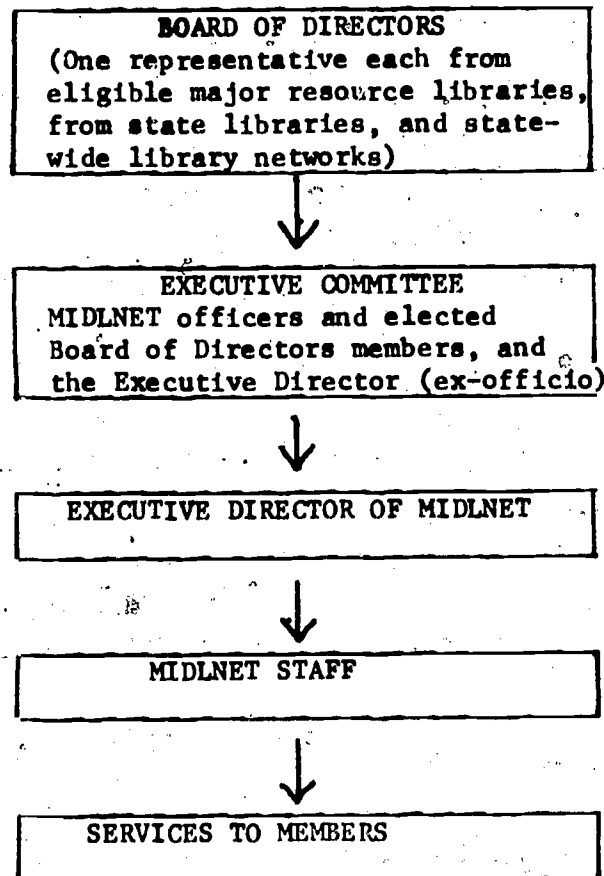 BOARD OF DIRECTORS
(One representative each from
eligible major resource libraries,
from state libraries, and state-
wide library networks)
EXECUTIVE COMMITTEE
MIDLNET officers and elected
Board of Directors members, and
the Executive Director (ex-officio)
EXECUTIVE DIRECTOR OF MIDLNET
MIDLNET STAFF
SERVICES TO MEMBERS